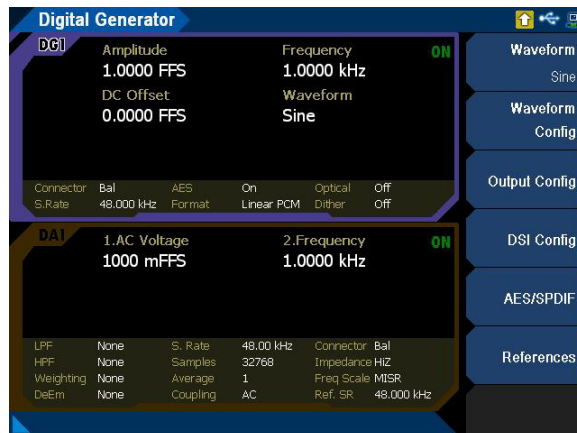 Digital Generator
DG1
Amplitude Frequency ON
1.0000 FFS 1.0000 kHz
DC Offset Waveform
0.0000 FFS Sine
Connector Bal AES On Optical Off
S.Rate 48.000 kHz Format Linear PCM Dither Off
DA1
1.AC Voltage 2.Frequency ON
1000 mFFS 1.0000 kHz
LPF None S. Rate 48.00 kHz Connector Bal
HPF None Samples 32768 Impedance HiZ
Weighting None Average 1 Freq Scale MISR
DeEm None Coupling AC Ref. SR 48.000 kHz
Waveform
Sine
Waveform
Config
Output Config
DSI Config
AES/SPDIF
References